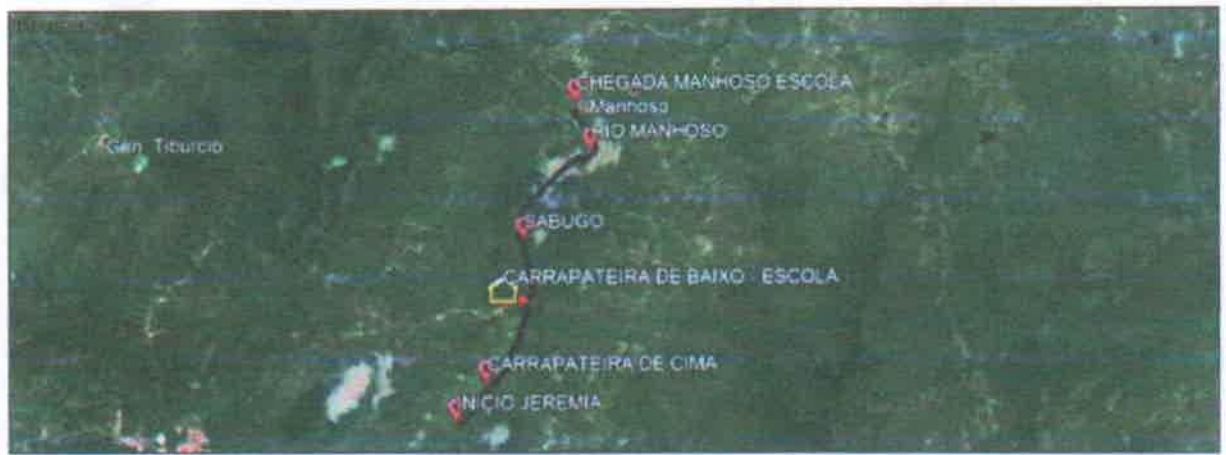 CHEGADA MANHOSO ESCOLA
Manhoso
RIO MANHOSO
Gen. Tiburcio
SABUGO
CARRAPATEIRA DE BAIXO - ESCOLA
CARRAPATEIRA DE CIMA
INICIO JEREMIA